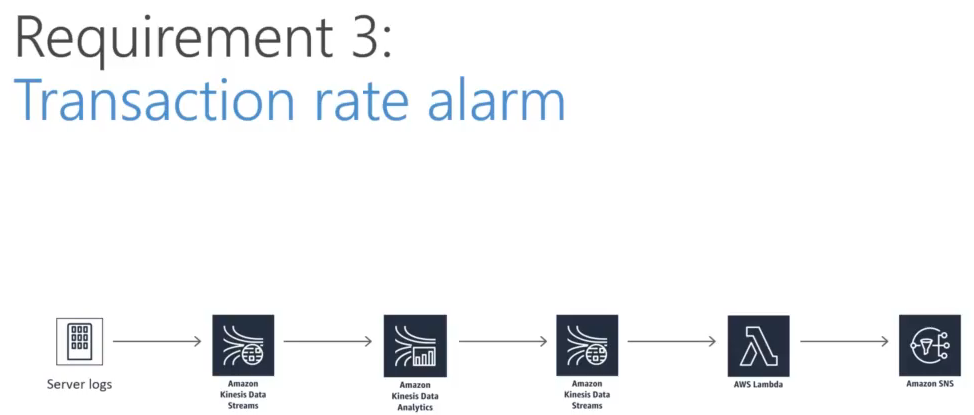 Requirement 3:
Transaction rate alarm
Server logs
Amazon
Kinesis Data
Streams
Amazon
Kinesis Data
Analytics
Amazon
Kinesis Data
Streams
AWS Lambda
Amazon SNS